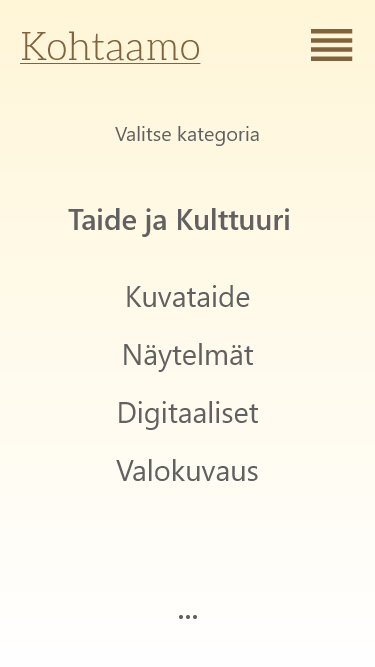 Kohtaamo
Valitse kategoria
Taide ja Kulttuuri
Kuvataide
Näytelmät
Digitaaliset
Valokuvaus
...